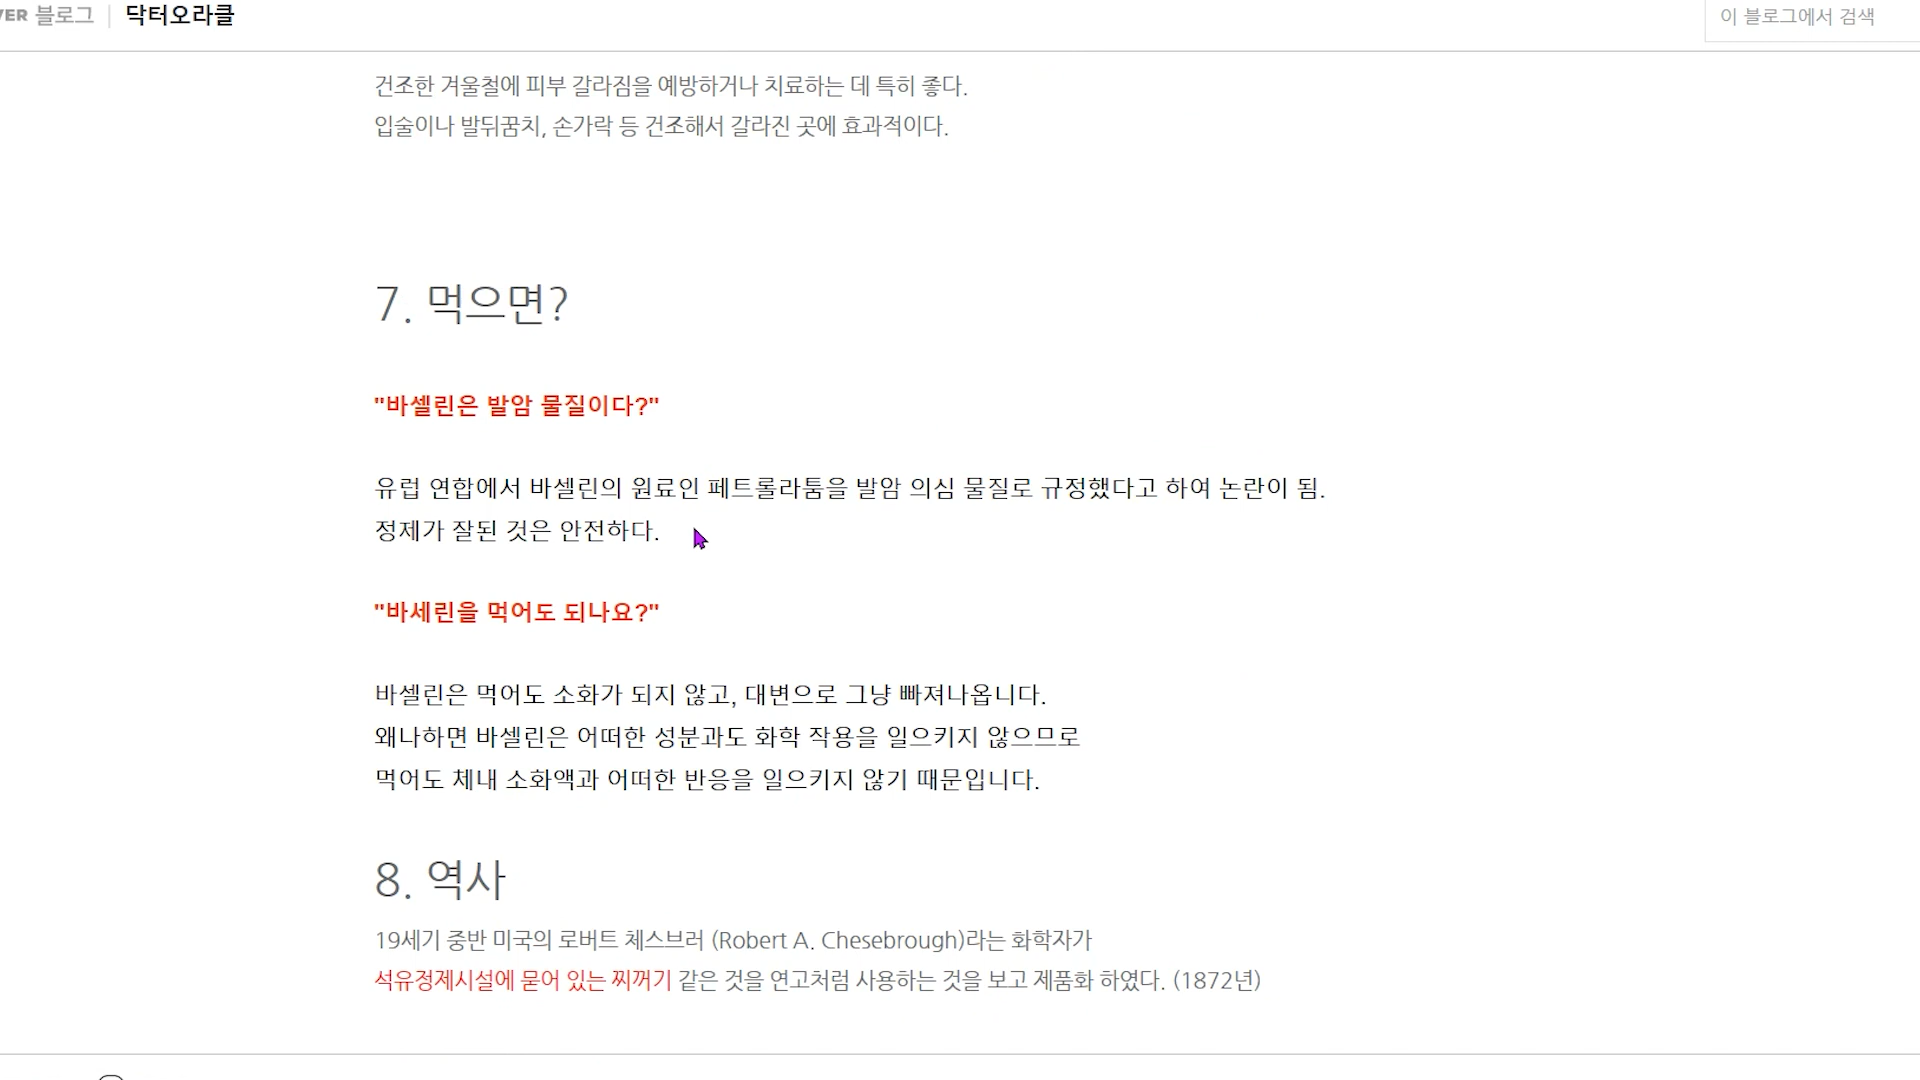 VER 블로그 | 닥터오라클
이 블로그에서 검색
건조한 겨울철에 피부 갈라짐을 예방하거나 치료하는 데 특히 좋다.
입술이나 발뒤꿈치, 손가락 등 건조해서 갈라진 곳에 효과적이다.
7. 먹으면?
"바셀린은 발암 물질이다?"
유럽 연합에서 바셀린의 원료인 페트롤라툼을 발암 의심 물질로 규정했다고 하여 논란이 됨.
정제가 잘된 것은 안전하다.
"바세린을 먹어도 되나요?"
바셀린은 먹어도 소화가 되지 않고, 대변으로 그냥 빠져나옵니다.
왜냐하면 바셀린은 어떠한 성분과도 화학 작용을 일으키지 않으므로
먹어도 체내 소화액과 어떠한 반응을 일으키지 않기 때문입니다.
8. 역사
19세기 중반 미국의 로버트 체스브러 (Robert A. Chesebrough)라는 화학자가
석유정제시설에 묻어 있는 찌꺼기 같은 것을 연고처럼 사용하는 것을 보고 제품화 하였다. (1872년)